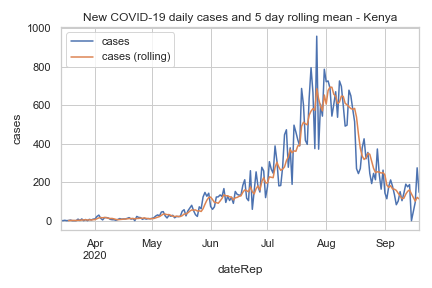 New COVID-19 daily cases and 5 day rolling mean - Kenya
1000
800
600
400
200
0
cases
cases
cases (rolling)
Apr
2020
May
Jun
Jul
Aug
Sep
dateRep